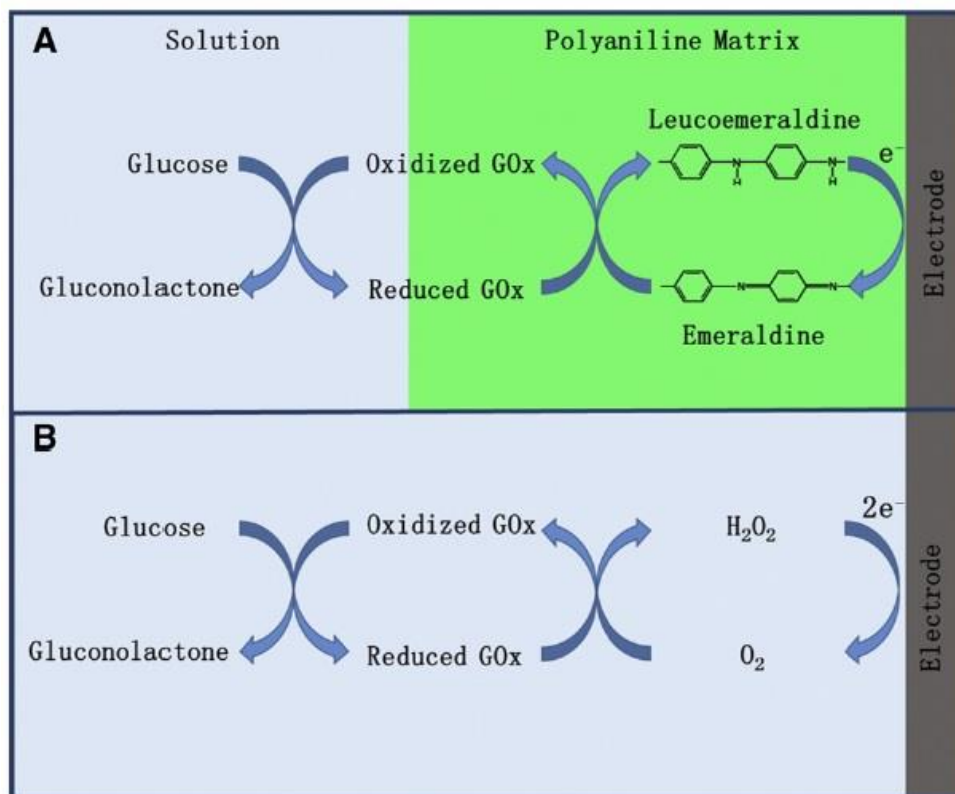 A
Solution
Polyaniline Matrix
Leucoemeraldine
Glucose
Oxidized GOx
N
H
N
H
e⁻
Gluconolactone
Reduced GOx
N
N
Emeraldine
Electrode
B
Glucose
Oxidized GOx
H₂O₂
2e⁻
Gluconolactone
Reduced GOx
O₂
Electrode